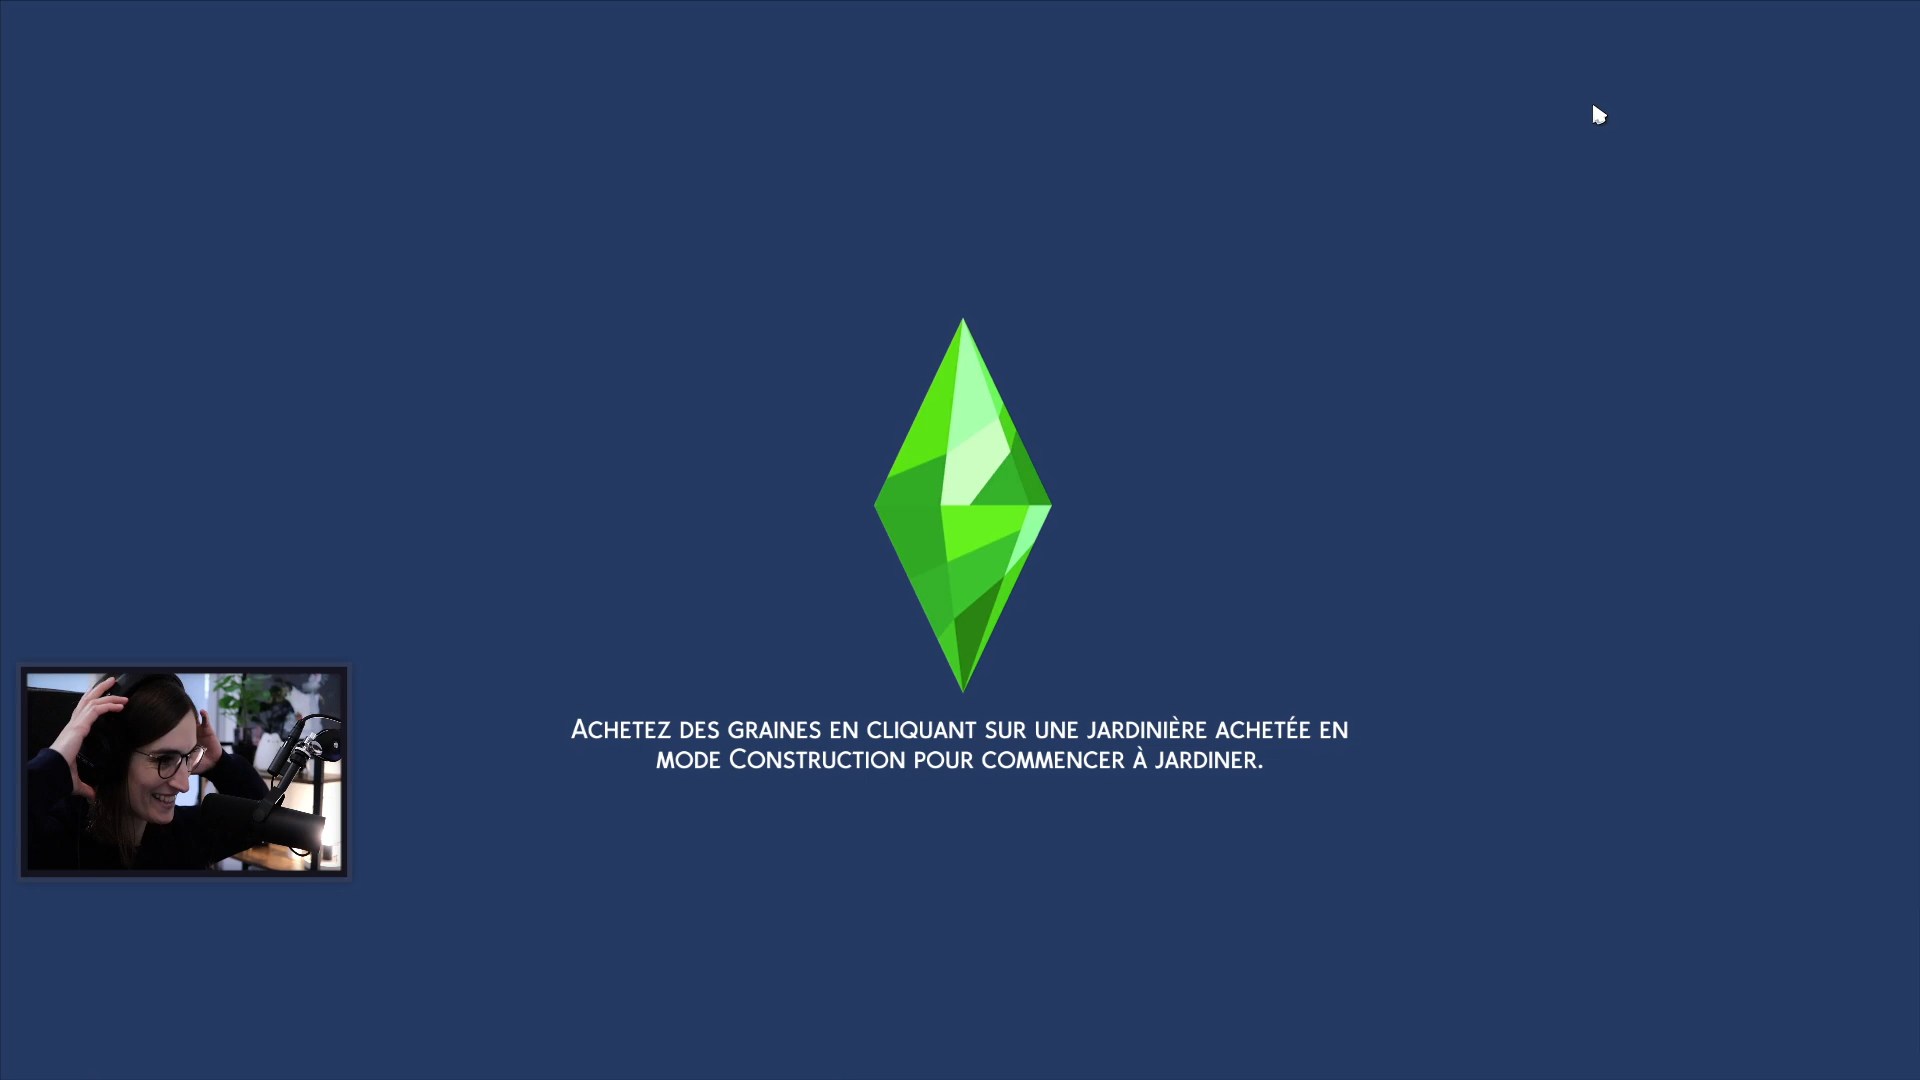 Achetez des graines en cliquant sur une jardinière achetée en
mode Construction pour commencer à jardiner.